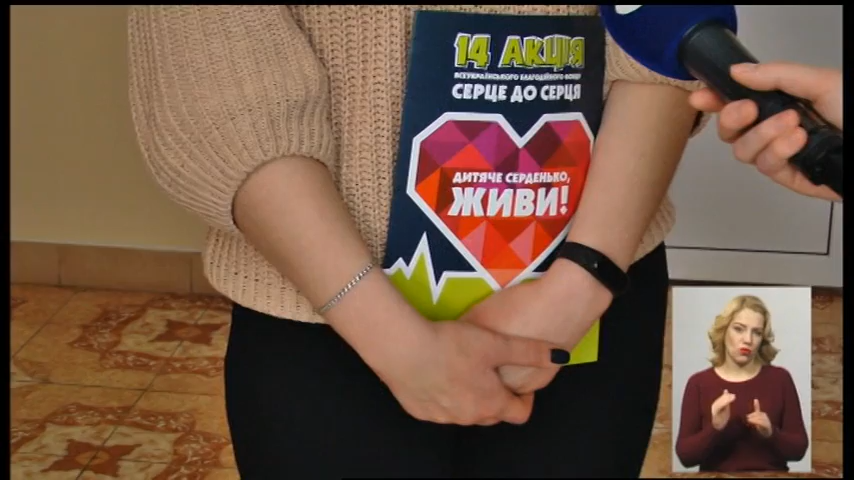 14 АКЦІЯ
ВСЕУКРАЇНСЬКОГО БЛАГОДІЙНОГО ФОНДУ
СЕРЦЕ ДО СЕРЦЯ
ДИТЯЧЕ СЕРДЕНЬКО,
ЖИВИ!